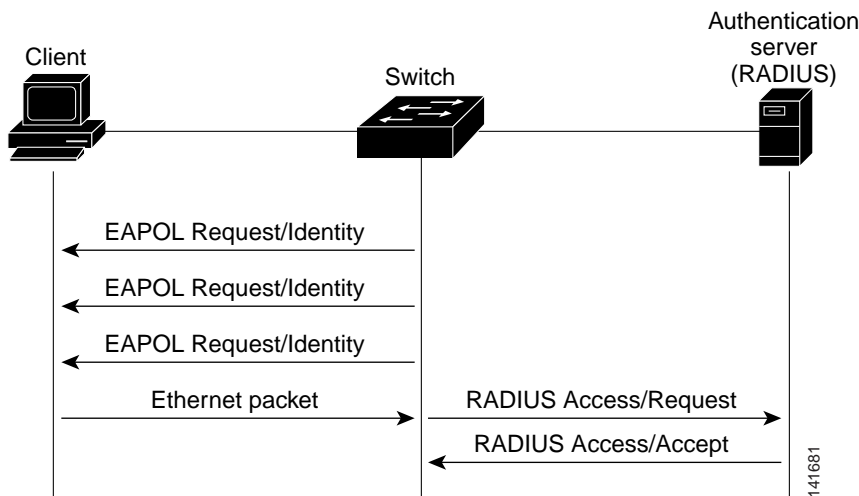 Client
Switch
Authentication
server
(RADIUS)
EAPOL Request/Identity
EAPOL Request/Identity
EAPOL Request/Identity
Ethernet packet
RADIUS Access/Request
RADIUS Access/Accept
141681